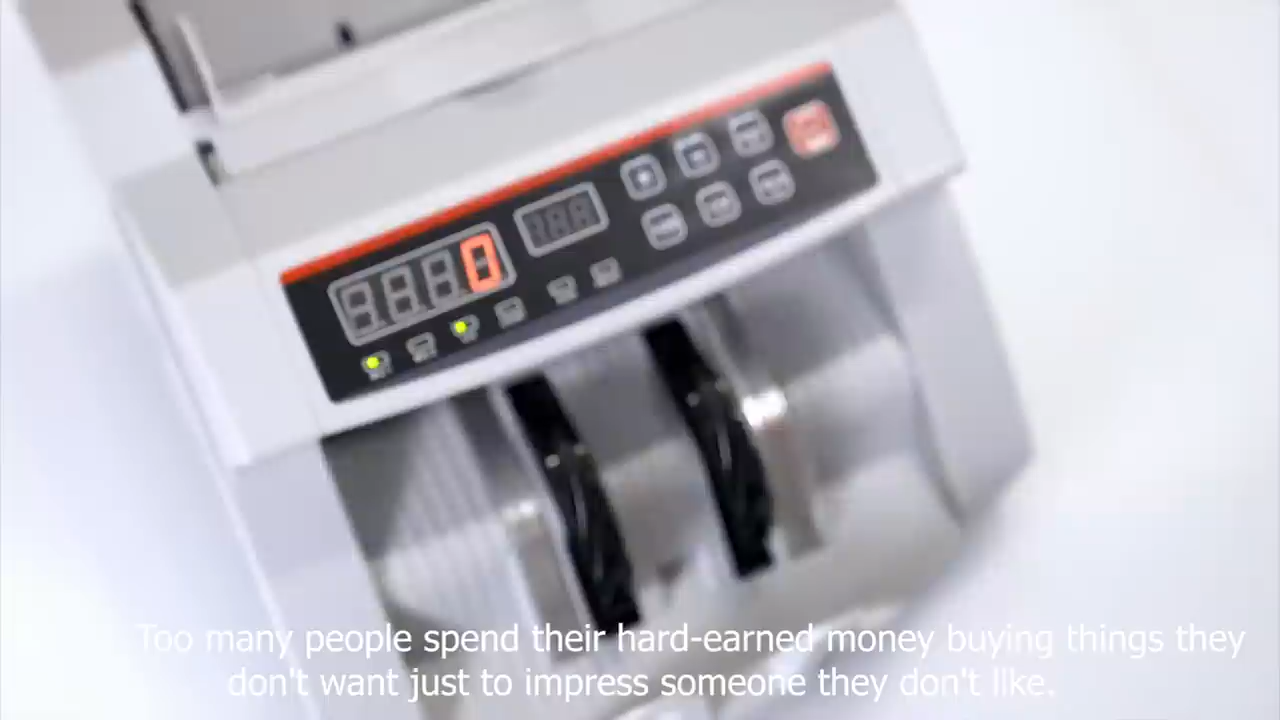 0
Too many people spend their hard-earned money buying things they
don't want just to impress someone they don't like.